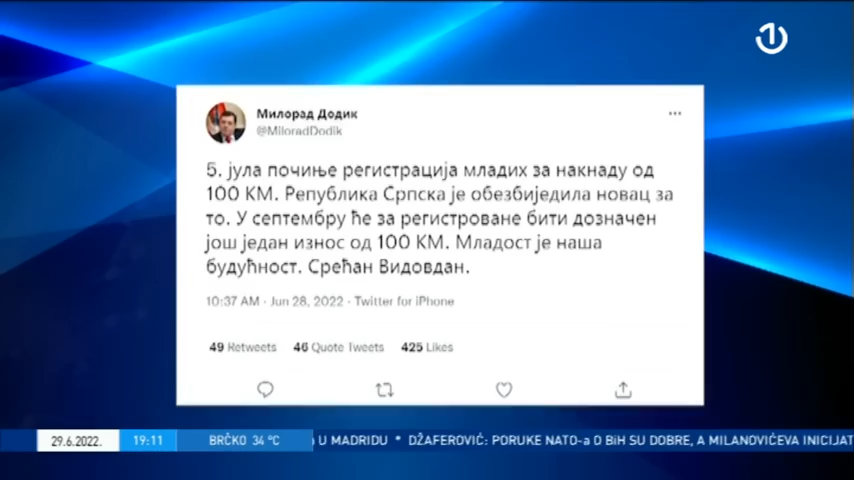 Милорад Додик
@MiloradDodik
5. јула почиње регистрација младих за накнаду од
100 КМ. Република Српска је обезбиједила новац за
то. У септембру ће за регистроване бити дозначен
још један износ од 100 КМ. Младост је наша
будућност. Срећан Видовдан.
10:37 AM · Jun 28, 2022 · Twitter for iPhone
49 Retweets 46 Quote Tweets 425 Likes
29.6.2022. 19:11 BRČKO 34 °C U MADRIDU * DŽAFEROVIĆ: PORUKE NATO-a O BiH SU DOBRE, A MILANOVIĆEVA INICIJAT